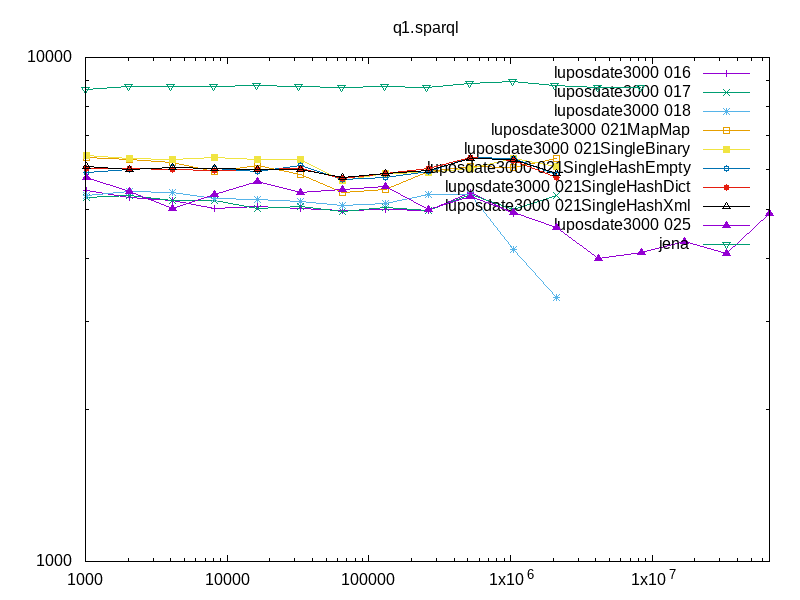 q1.sparql
10000
1000
luposdate3000 016
luposdate3000 017
luposdate3000 018
luposdate3000 021MapMap
luposdate3000 021SingleBinary
luposdate3000 021SingleHashEmpty
luposdate3000 021SingleHashDict
luposdate3000 021SingleHashXml
luposdate3000 025
jena
1000 10000 100000 1x10^6 1x10^7